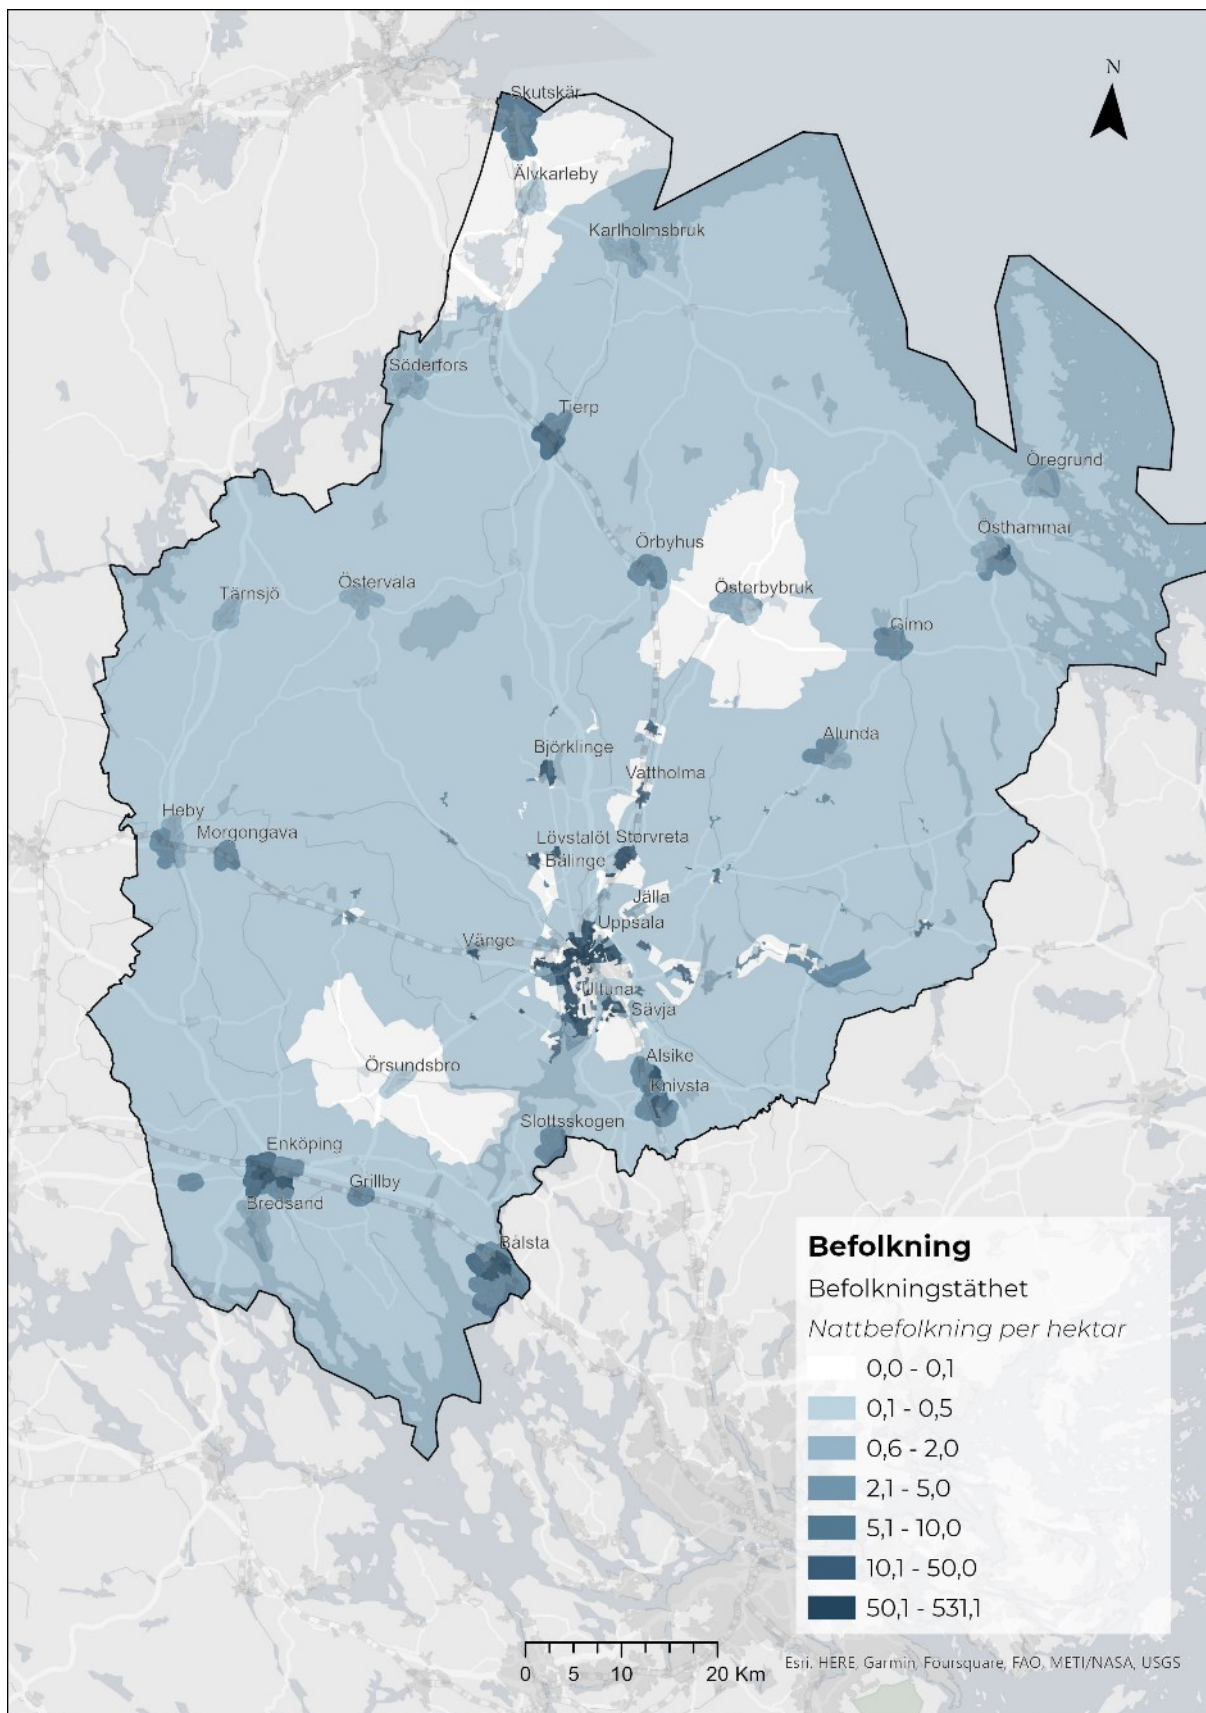 N
Skutskär
Älvkarleby
Karlholmsbruk
Söderfors
Tierp
Öregrund
Östhammar
Örbyhus
Österbybruk
Tärnsjö
Östervala
Gimo
Alunda
Björklinge
Vattholma
Heby
Morgongåva
Lövstalöt
Storvreta
Bälinge
Jälla
Uppsala
Vänge
Ultuna
Sävja
Alsike
Örsundsbro
Knivsta
Slottsskogen
Enköping
Grillby
Bredsand
Bålsta
Befolkning
Befolkningstäthet
Nattbefolkning per hektar
0,0 - 0,1
0,1 - 0,5
0,6 - 2,0
2,1 - 5,0
5,1 - 10,0
10,1 - 50,0
50,1 - 531,1
0 5 10 20 Km
Esri, HERE, Garmin, Foursquare, FAO, METI/NASA, USGS